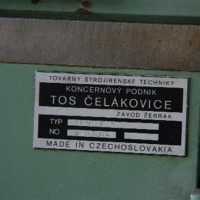 TOVÁRNY STROJÍRENSKÉ TECHNIKY
KONCERNOVÝ PODNIK
TOS ČELÁKOVICE
ZÁVOD ŽEBRÁK
TYP
NO
MADE IN CZECHOSLOVAKIA